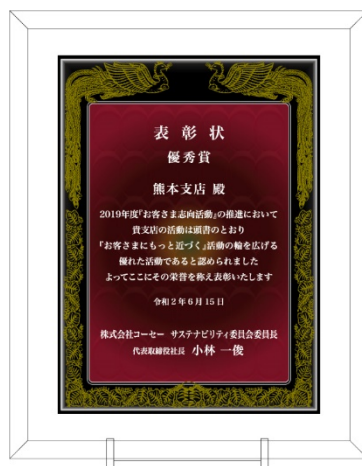 表彰状
優秀賞
熊本支店 殿
2019年度『お客さま志向活動』の推進において
貴支店の活動は頭書のとおり
『お客さまにもっと近づく』活動の輪を広げる
優れた活動であると認められました
よってここにその栄誉を称え表彰いたします
令和2年6月15日
株式会社コーセー サステナビリティ委員会委員長
代表取締役社長 小林 一俊